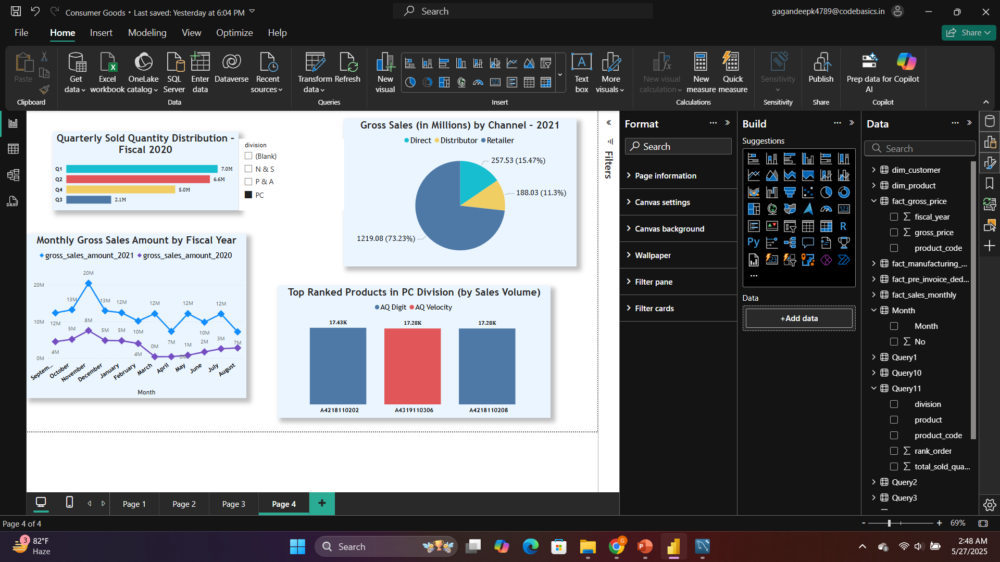 Consumer Goods • Last saved: Yesterday at 6:04 PM
Search
gagandeepk4789@codebasics.in
File
Home
Insert
Modeling
View
Optimize
Help
Share
Paste
Get data
Excel workbook
OneLake catalog
SQL Server
Enter data
Dataverse
Recent sources
Transform data
Refresh
New visual
Text box
More visuals
New visual calculation
New measure
Quick measure
Sensitivity
Publish
Prep data for AI
Copilot
Clipboard
Data
Queries
Insert
Calculations
Sensitivity
Share
Copilot
Quarterly Sold Quantity Distribution -
Fiscal 2020
Q1 7.0M
Q2 6.6M
Q4 5.0M
Q3 2.1M
division
(Blank)
N & S
P & A
PC
Gross Sales (in Millions) by Channel - 2021
Direct Distributor Retailer
257.53 (15.47%)
188.03 (11.3%)
1219.08 (73.23%)
Monthly Gross Sales Amount by Fiscal Year
gross_sales_amount_2021 gross_sales_amount_2020
20M
10M
0M
12M
13M
20M
13M
12M
10M
12M
7M
12M
10M
12M
7M
4M
5M
8M
5M
5M
4M
0M
0M
1M
2M
3M
Septem...
October
November
December
January
February
March
April
May
June
July
August
Month
Top Ranked Products in PC Division (by Sales Volume)
AQ Digit AQ Velocity
17.43K 17.28K 17.28K
A4218110202 A4319110306 A4218110208
Filters
Format
Search
Page information
Canvas settings
Canvas background
Wallpaper
Filter pane
Filter cards
Build
Suggestions
123
R
Py
123
...
Data
+Add data
Data
Search
dim_customer
dim_product
fact_gross_price
fiscal_year
gross_price
product_code
fact_manufacturing_...
fact_pre_invoice_ded...
fact_sales_monthly
Month
Month
No
Query1
Query10
Query11
division
product
product_code
rank_order
total_sold_qua...
Query2
Query3
DAX
Page 1
Page 2
Page 3
Page 4
+
Page 4 of 4
- + 69%
3
82°F
Haze
Search
G
P
2:48 AM
5/27/2025